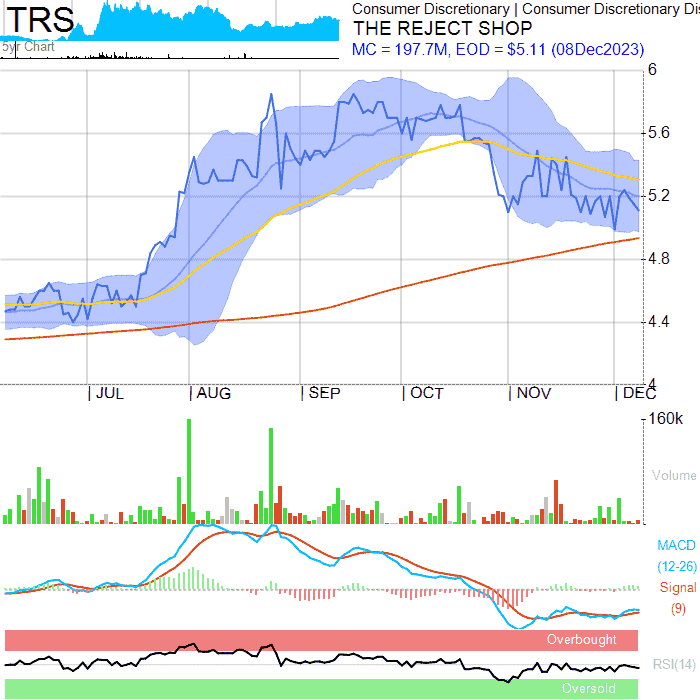 TRS
5yr Chart
Consumer Discretionary | Consumer Discretionary Dis
THE REJECT SHOP
MC = 197.7M, EOD = $5.11 (08Dec2023)
6
5.6
5.2
4.8
4.4
4
JUL AUG SEP OCT NOV DEC
160k
Volume
MACD
(12-26)
Signal
(9)
Overbought
RSI(14)
Oversold